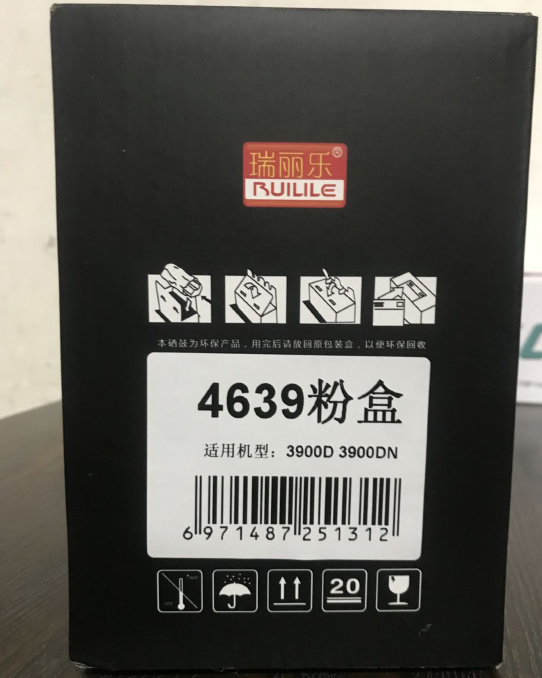 瑞丽乐®
RUILILE
本硒鼓为环保产品，用完后请放回原包装盒，以便环保回收
4639粉盒
适用机型：3900D 3900DN
6 971487 251312
20